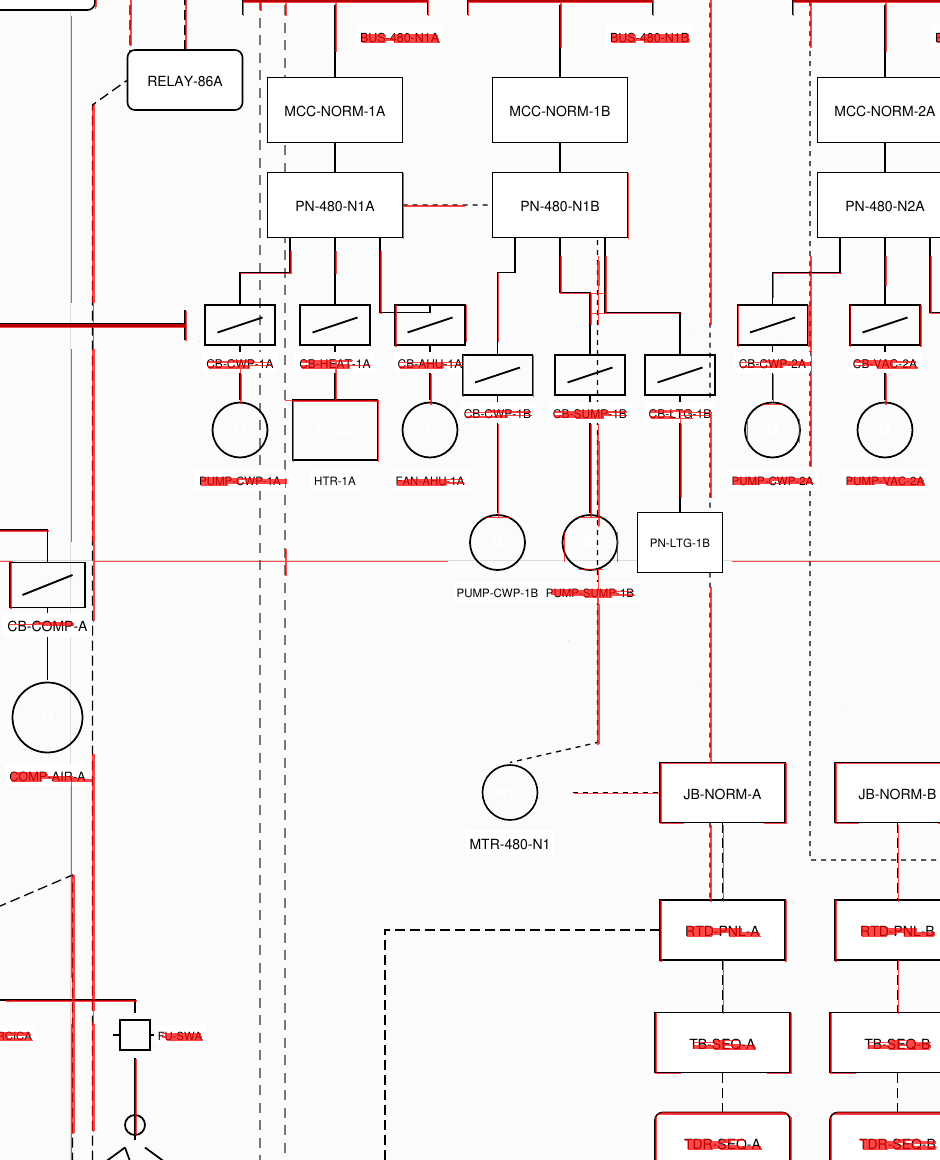 BUS-480-N1A
BUS-480-N1B
RELAY-86A
MCC-NORM-1A
MCC-NORM-1B
MCC-NORM-2A
PN-480-N1A
PN-480-N1B
PN-480-N2A
CB-CWP-1A
CB-HEAT-1A
CB-AHU-1A
CB-CWP-2A
CB-VAC-2A
CB-CWP-1B
CB-SUMP-1B
CB-LTG-1B
PUMP-CWP-1A
HTR-1A
FAN-AHU-1A
PUMP-CWP-2A
PUMP-VAC-2A
PN-LTG-1B
PUMP-CWP-1B
PUMP-SUMP-1B
CB-COMP-A
COMP-AIR-A
JB-NORM-A
JB-NORM-B
MTR-480-N1
RTD-PNL-A
RTD-PNL-B
FU-SWA
TB-SEQ-A
TB-SEQ-B
TDR-SEQ-A
TDR-SEQ-B